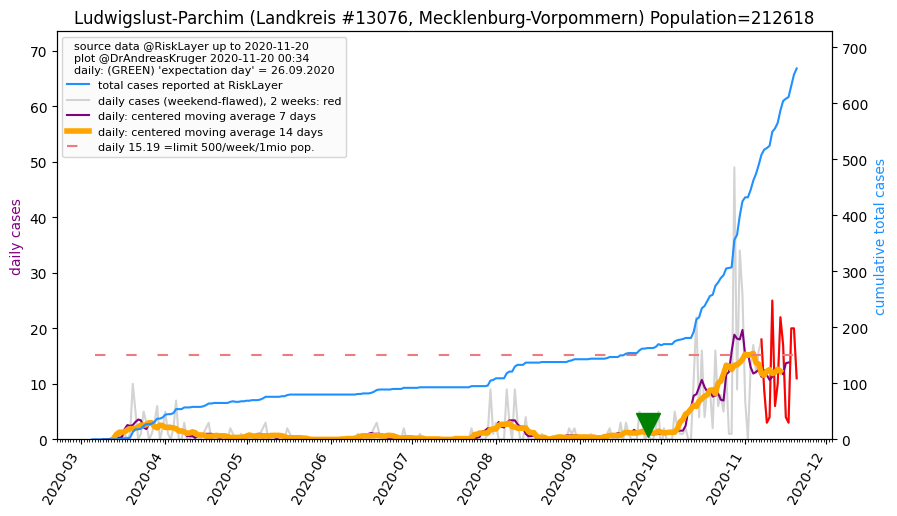 Ludwigslust-Parchim (Landkreis #13076, Mecklenburg-Vorpommern) Population=212618
source data @RiskLayer up to 2020-11-20
plot @DrAndreasKruger 2020-11-20 00:34
daily: (GREEN) 'expectation day' = 26.09.2020
total cases reported at RiskLayer
daily cases (weekend-flawed), 2 weeks: red
daily: centered moving average 7 days
daily: centered moving average 14 days
daily 15.19 =limit 500/week/1mio pop.
daily cases
70
60
50
40
30
20
10
0
cumulative total cases
700
600
500
400
300
200
100
0
2020-03
2020-04
2020-05
2020-06
2020-07
2020-08
2020-09
2020-10
2020-11
2020-12